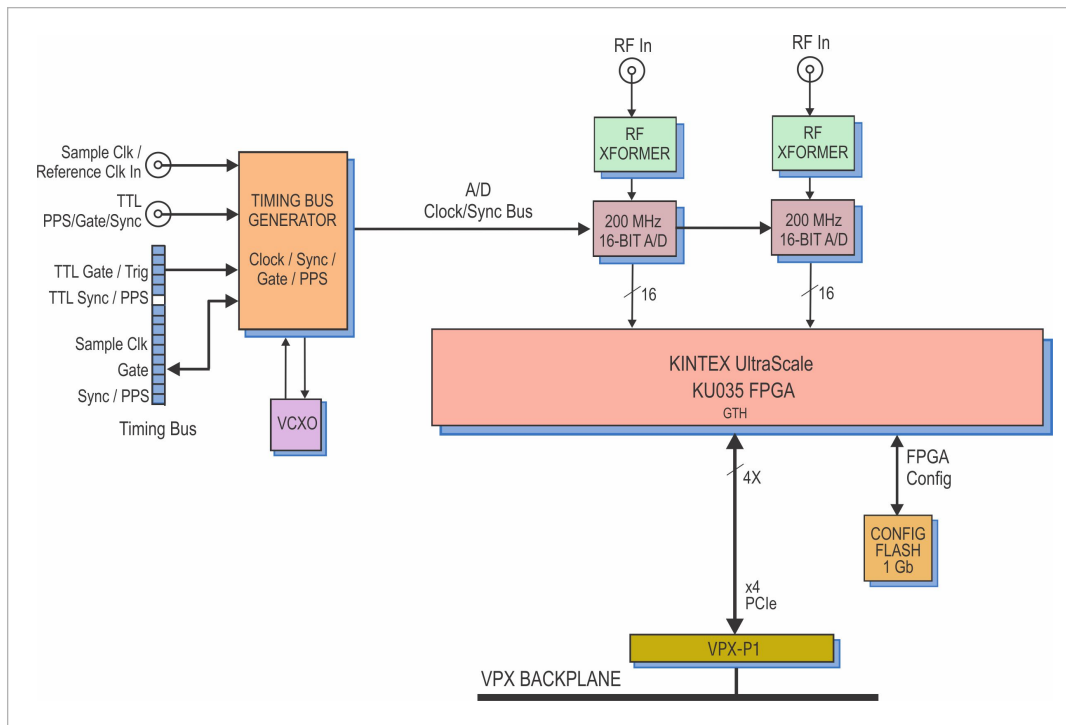 RF In
RF In
RF
XFORMER
RF
XFORMER
Sample Clk /
Reference Clk In
TTL
PPS/Gate/Sync
TTL Gate / Trig
TTL Sync / PPS
Sample Clk
Gate
Sync / PPS
Timing Bus
TIMING BUS
GENERATOR
Clock / Sync /
Gate / PPS
VCXO
A/D
Clock/Sync Bus
200 MHz
16-BIT A/D
200 MHz
16-BIT A/D
16
16
KINTEX UltraScale
KU035 FPGA
GTH
4X
FPGA
Config
CONFIG
FLASH
1 Gb
x4
PCIe
VPX-P1
VPX BACKPLANE